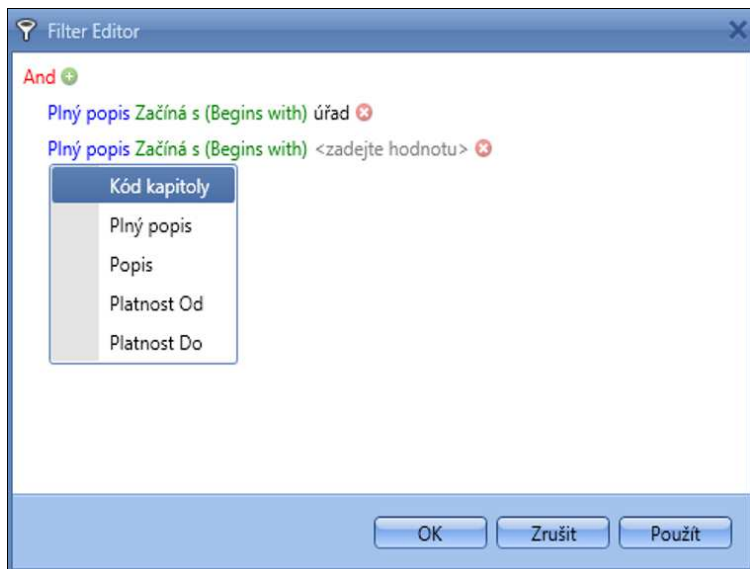 Filter Editor
And
Plný popis Začíná s (Begins with) úřad
Plný popis Začíná s (Begins with) <zadejte hodnotu>
Kód kapitoly
Plný popis
Popis
Platnost Od
Platnost Do
OK Zrušit Použít